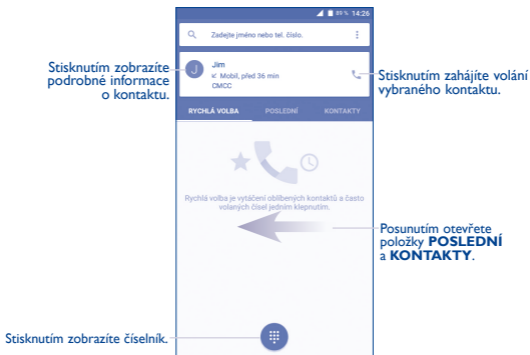 85 % 14:26
Zadejte jméno nebo tel. číslo.
J
Jim
Mobil, před 36 min
CMCC
RYCHLÁ VOLBA POSLEDNÍ KONTAKTY
Rychlá volba je vytáčení oblíbených kontaktů a často
volaných čísel jedním klepnutím.
Stisknutím zobrazíte
podrobné informace
o kontaktu.
Stisknutím zahájíte volání
vybraného kontaktu.
Posunutím otevřete
položky POSLEDNÍ
a KONTAKTY.
Stisknutím zobrazíte číselník.